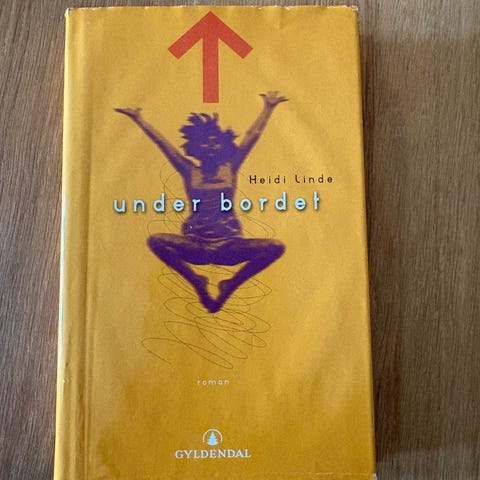 Heidi Linde
under bordet
roman
GYLDENDAL